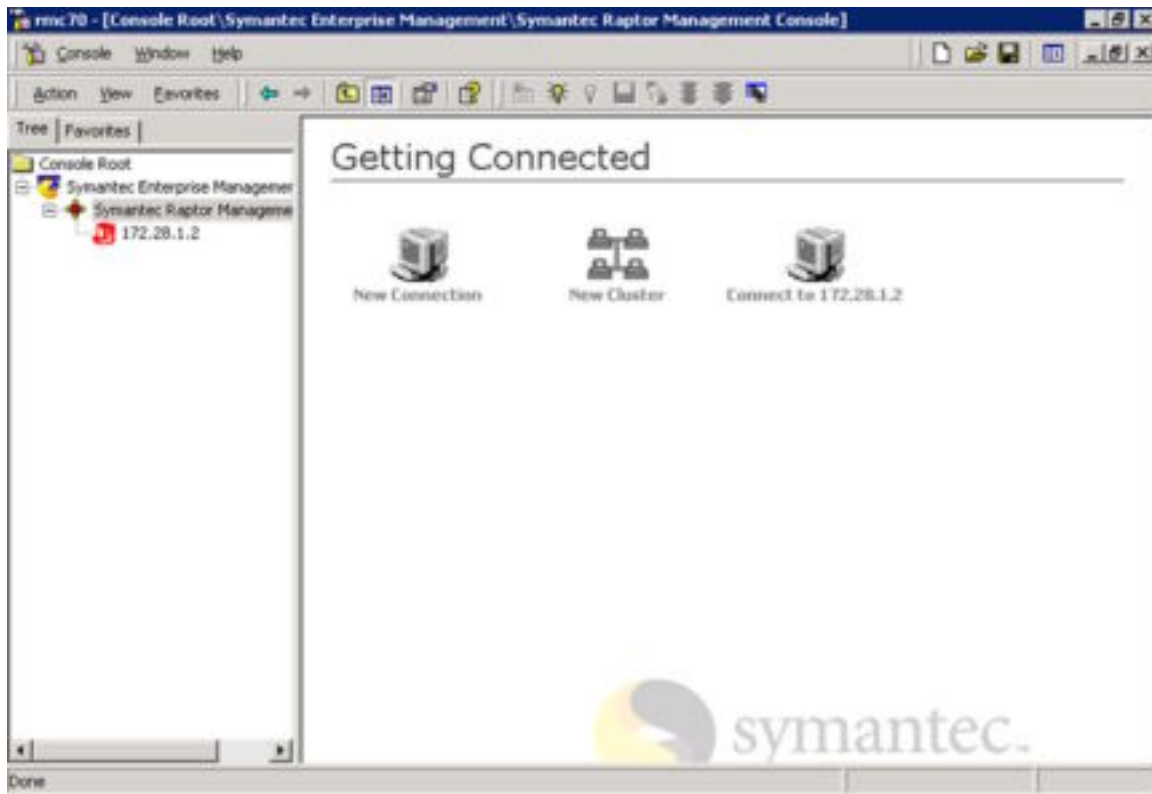 rmc70 - [Console Root\Symantec Enterprise Management\Symantec Raptor Management Console]
Console Window Help
Action View Favorites
Tree Favorites
Console Root
Symantec Enterprise Managemer
Symantec Raptor Manageme
172.28.1.2
Getting Connected
New Connection
New Cluster
Connect to 172.28.1.2
symantec.
Done